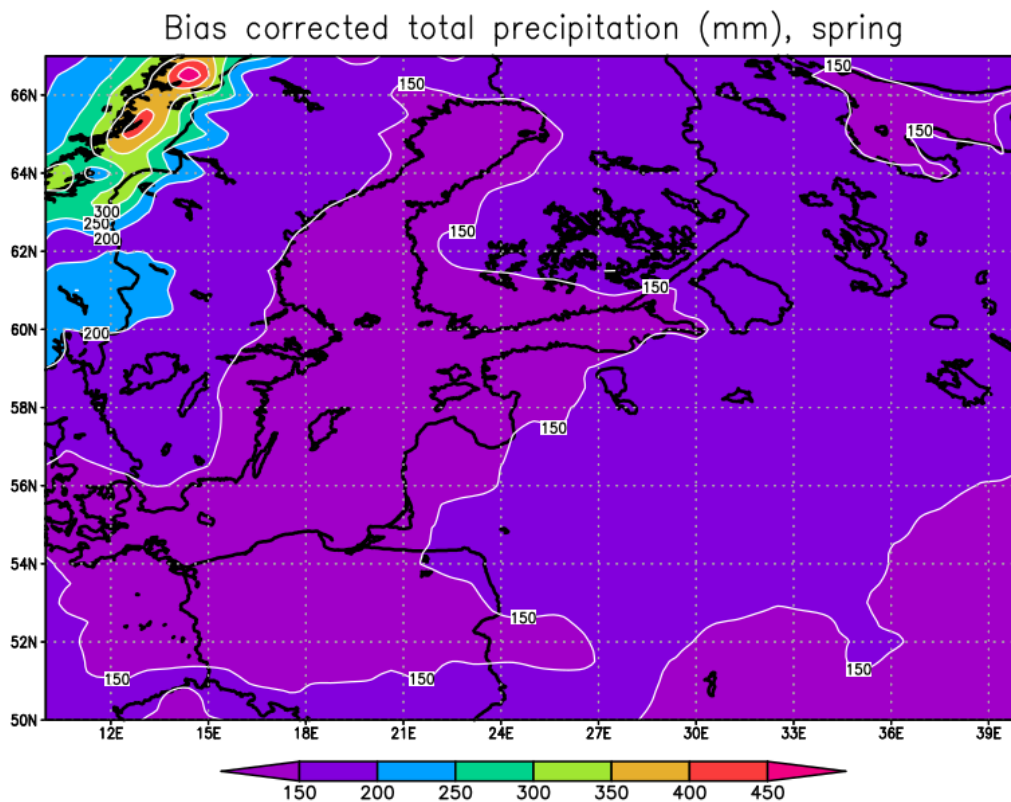 Bias corrected total precipitation (mm), spring
66N
64N
62N
60N
58N
56N
54N
52N
50N
150
150
150
300
250
200
150
150
200
150
150
150
150
150
12E 15E 18E 21E 24E 27E 30E 33E 36E 39E
150 200 250 300 350 400 450